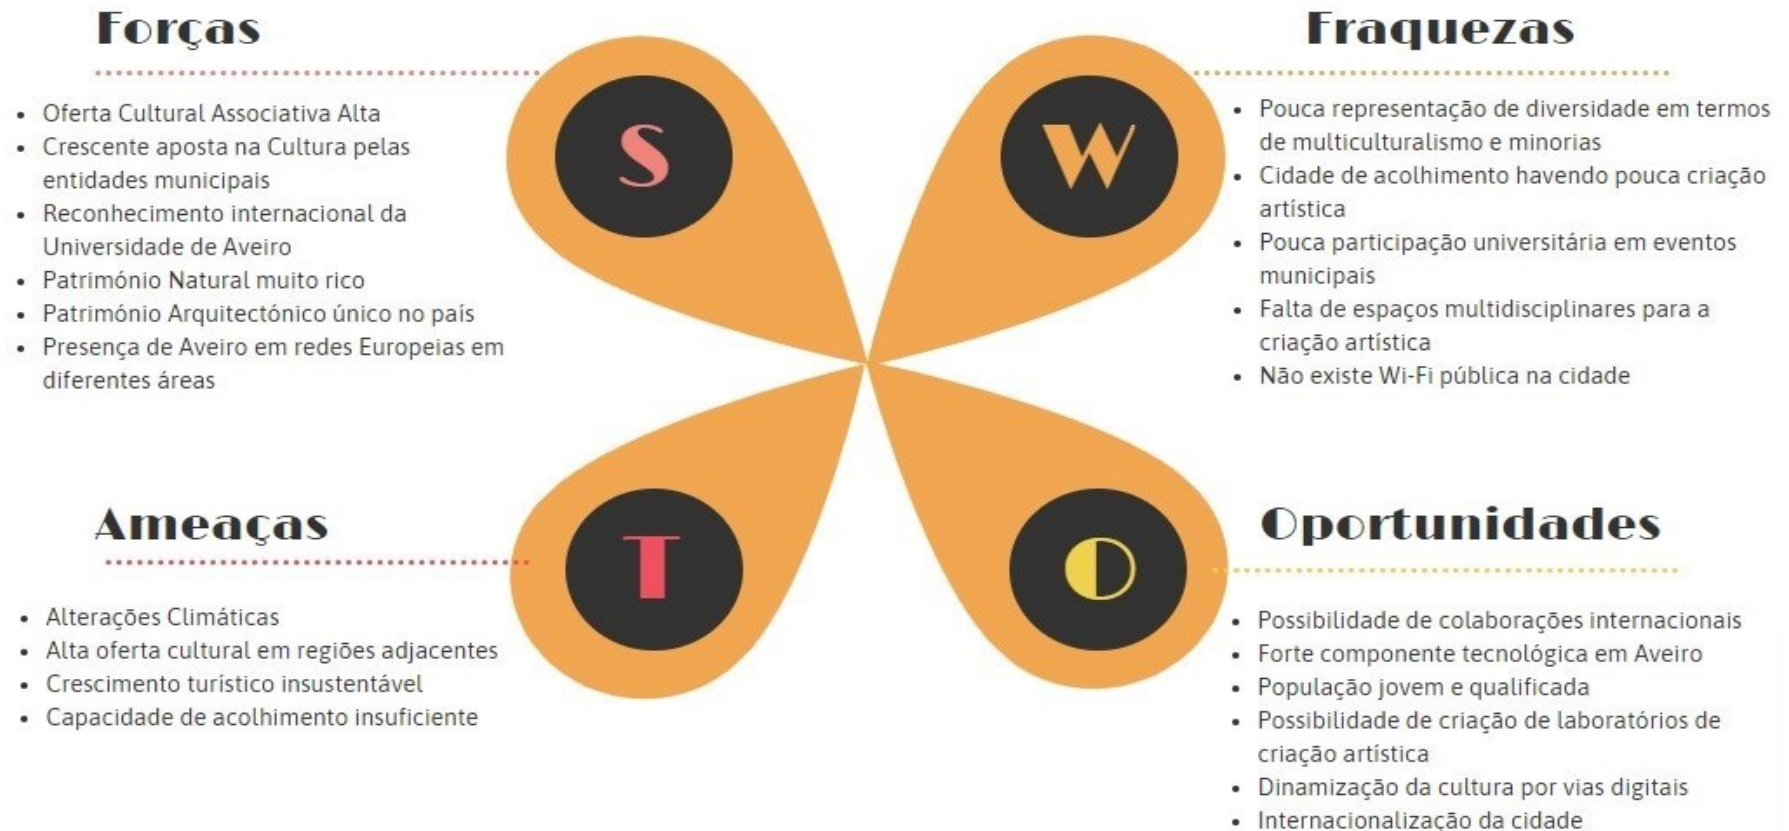 Forças
• Oferta Cultural Associativa Alta
• Crescente aposta na Cultura pelas
entidades municipais
• Reconhecimento internacional da
Universidade de Aveiro
• Património Natural muito rico
• Património Arquitectónico único no país
• Presença de Aveiro em redes Europeias em
diferentes áreas
S
W
Fraquezas
• Pouca representação de diversidade em termos
de multiculturalismo e minorias
• Cidade de acolhimento havendo pouca criação
artística
• Pouca participação universitária em eventos
municipais
• Falta de espaços multidisciplinares para a
criação artística
• Não existe Wi-Fi pública na cidade
Ameaças
• Alterações Climáticas
• Alta oferta cultural em regiões adjacentes
• Crescimento turístico insustentável
• Capacidade de acolhimento insuficiente
T
O
Oportunidades
• Possibilidade de colaborações internacionais
• Forte componente tecnológica em Aveiro
• População jovem e qualificada
• Possibilidade de criação de laboratórios de
criação artística
• Dinamização da cultura por vias digitais
• Internacionalização da cidade